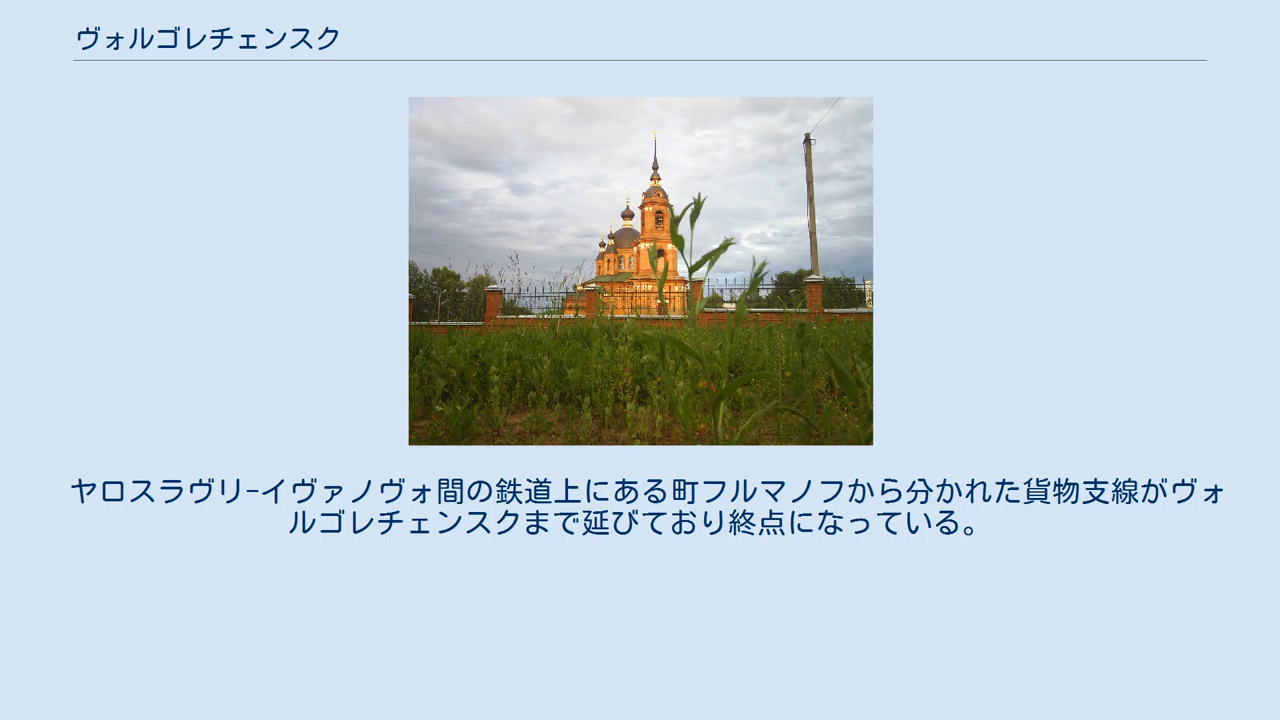 ヴォルゴレチェンスク
ヤロスラヴリ-イヴァノヴォ間の鉄道上にある町フルマノフから分かれた貨物支線がヴォ
ルゴレチェンスクまで延びており終点になっている。